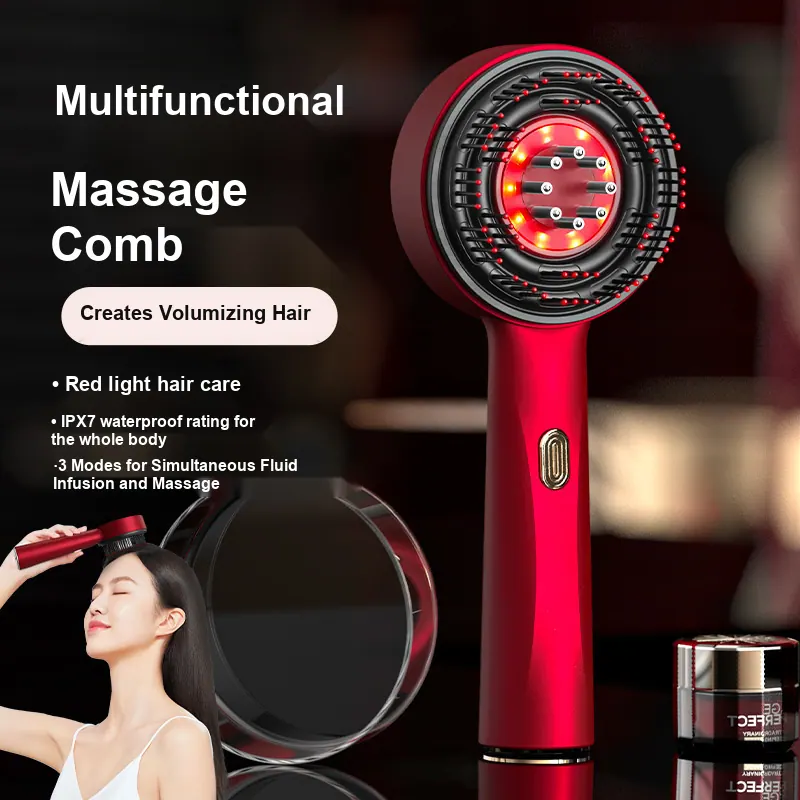 Multifunctional
Massage
Comb
Creates Volumizing Hair
• Red light hair care
• IPX7 waterproof rating for
the whole body
·3 Modes for Simultaneous Fluid
Infusion and Massage